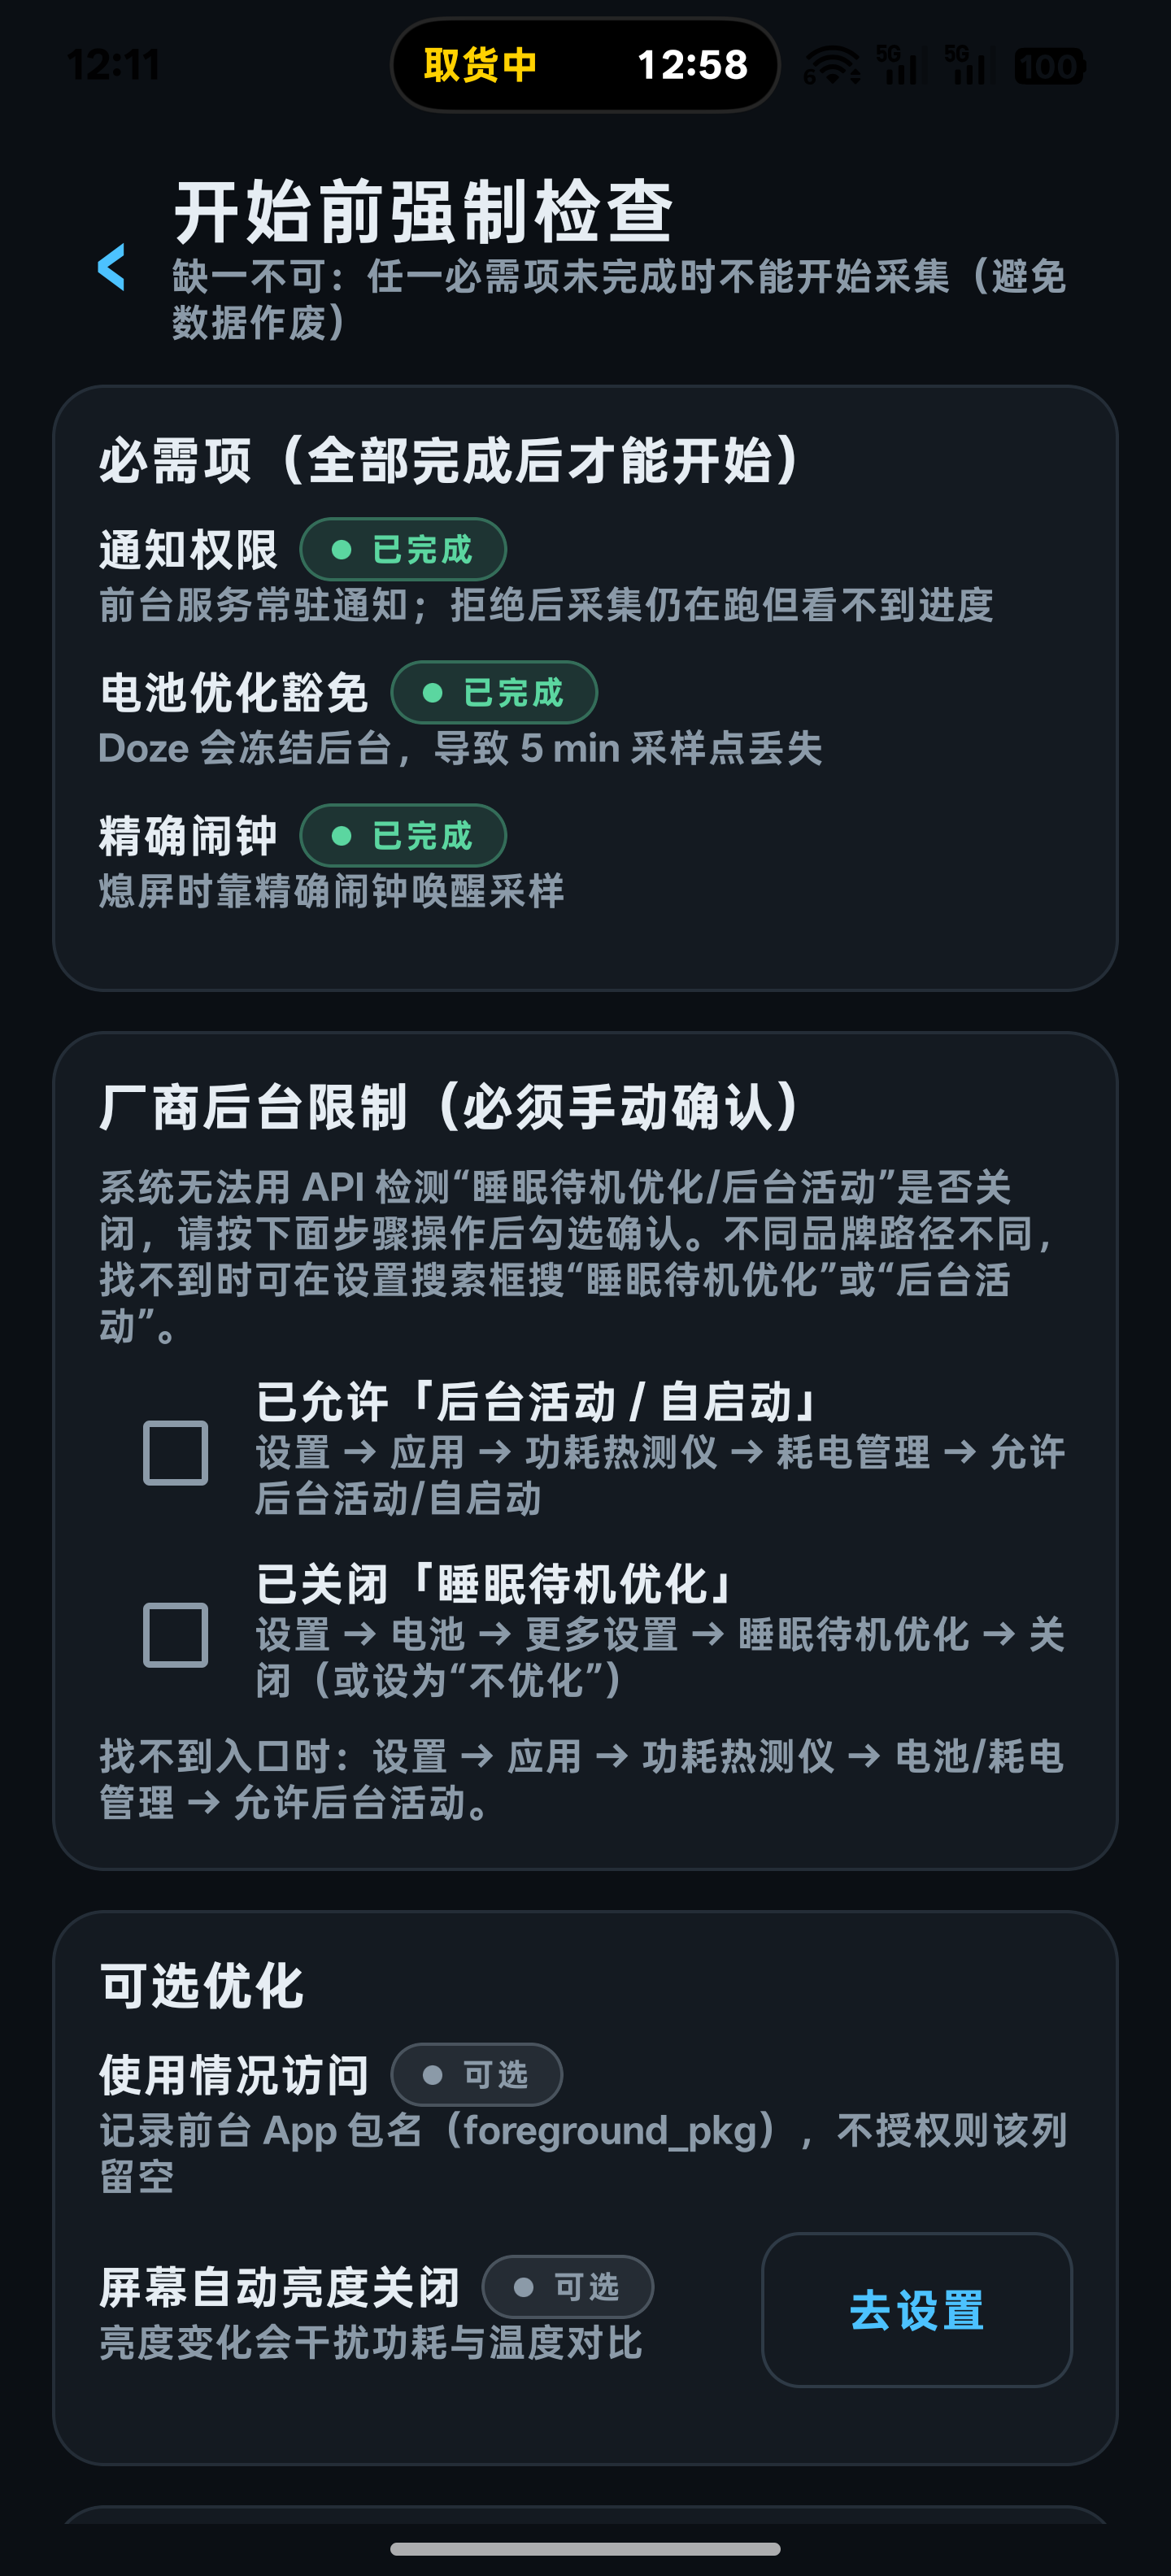 12:11
取货中 12:58
6 5G 5G 100
开始前强制检查
缺一不可：任一必需项未完成时不能开始采集（避免
数据作废）
必需项（全部完成后才能开始）
通知权限 已完成
前台服务常驻通知；拒绝后采集仍在跑但看不到进度
电池优化豁免 已完成
Doze 会冻结后台，导致 5 min 采样点丢失
精确闹钟 已完成
熄屏时靠精确闹钟唤醒采样
厂商后台限制（必须手动确认）
系统无法用 API 检测“睡眠待机优化/后台活动”是否关
闭，请按下面步骤操作后勾选确认。不同品牌路径不同，
找不到时可在设置搜索框搜“睡眠待机优化”或“后台活
动”。
已允许「后台活动 / 自启动」
设置 → 应用 → 功耗热测仪 → 耗电管理 → 允许
后台活动/自启动
已关闭「睡眠待机优化」
设置 → 电池 → 更多设置 → 睡眠待机优化 → 关
闭（或设为“不优化”）
找不到入口时：设置 → 应用 → 功耗热测仪 → 电池/耗电
管理 → 允许后台活动。
可选优化
使用情况访问 可选
记录前台 App 包名（foreground_pkg），不授权则该列
留空
屏幕自动亮度关闭 可选
亮度变化会干扰功耗与温度对比
去设置